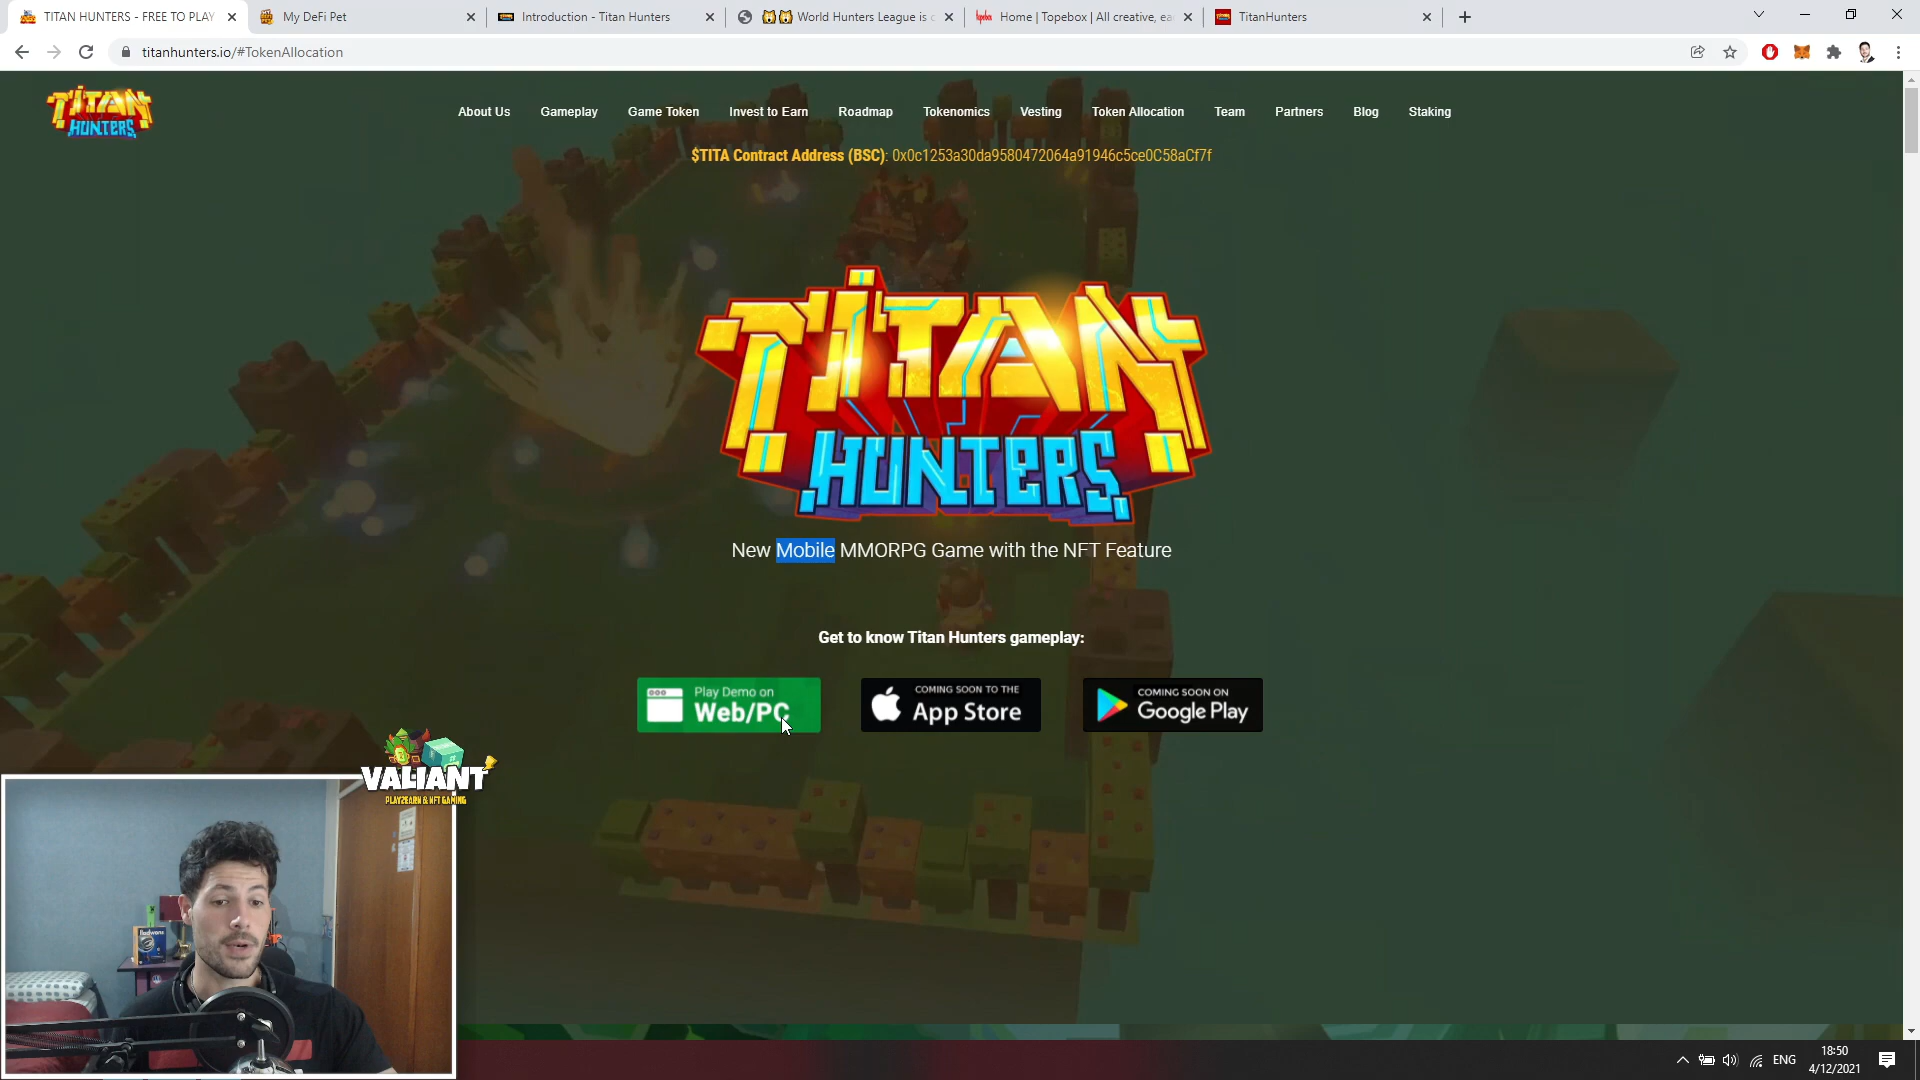 TITAN HUNTERS - FREE TO PLAY
My DeFi Pet
Introduction - Titan Hunters
World Hunters League is
Home | Topebox | All creative, ea
TitanHunters
titanhunters.io/#TokenAllocation
TITAN
HUNTERS
About Us
Gameplay
Game Token
Invest to Earn
Roadmap
Tokenomics
Vesting
Token Allocation
Team
Partners
Blog
Staking
$TITA Contract Address (BSC): 0x0c1253a30da9580472064a91946c5ce0C58aCf7f
TITAN
HUNTERS
New Mobile MMORPG Game with the NFT Feature
Get to know Titan Hunters gameplay:
Play Demo on
Web/PC
COMING SOON TO THE
App Store
COMING SOON ON
Google Play
VALIANT
PLAY2EARN & NFT GAMING
ENG
18:50
4/12/2021